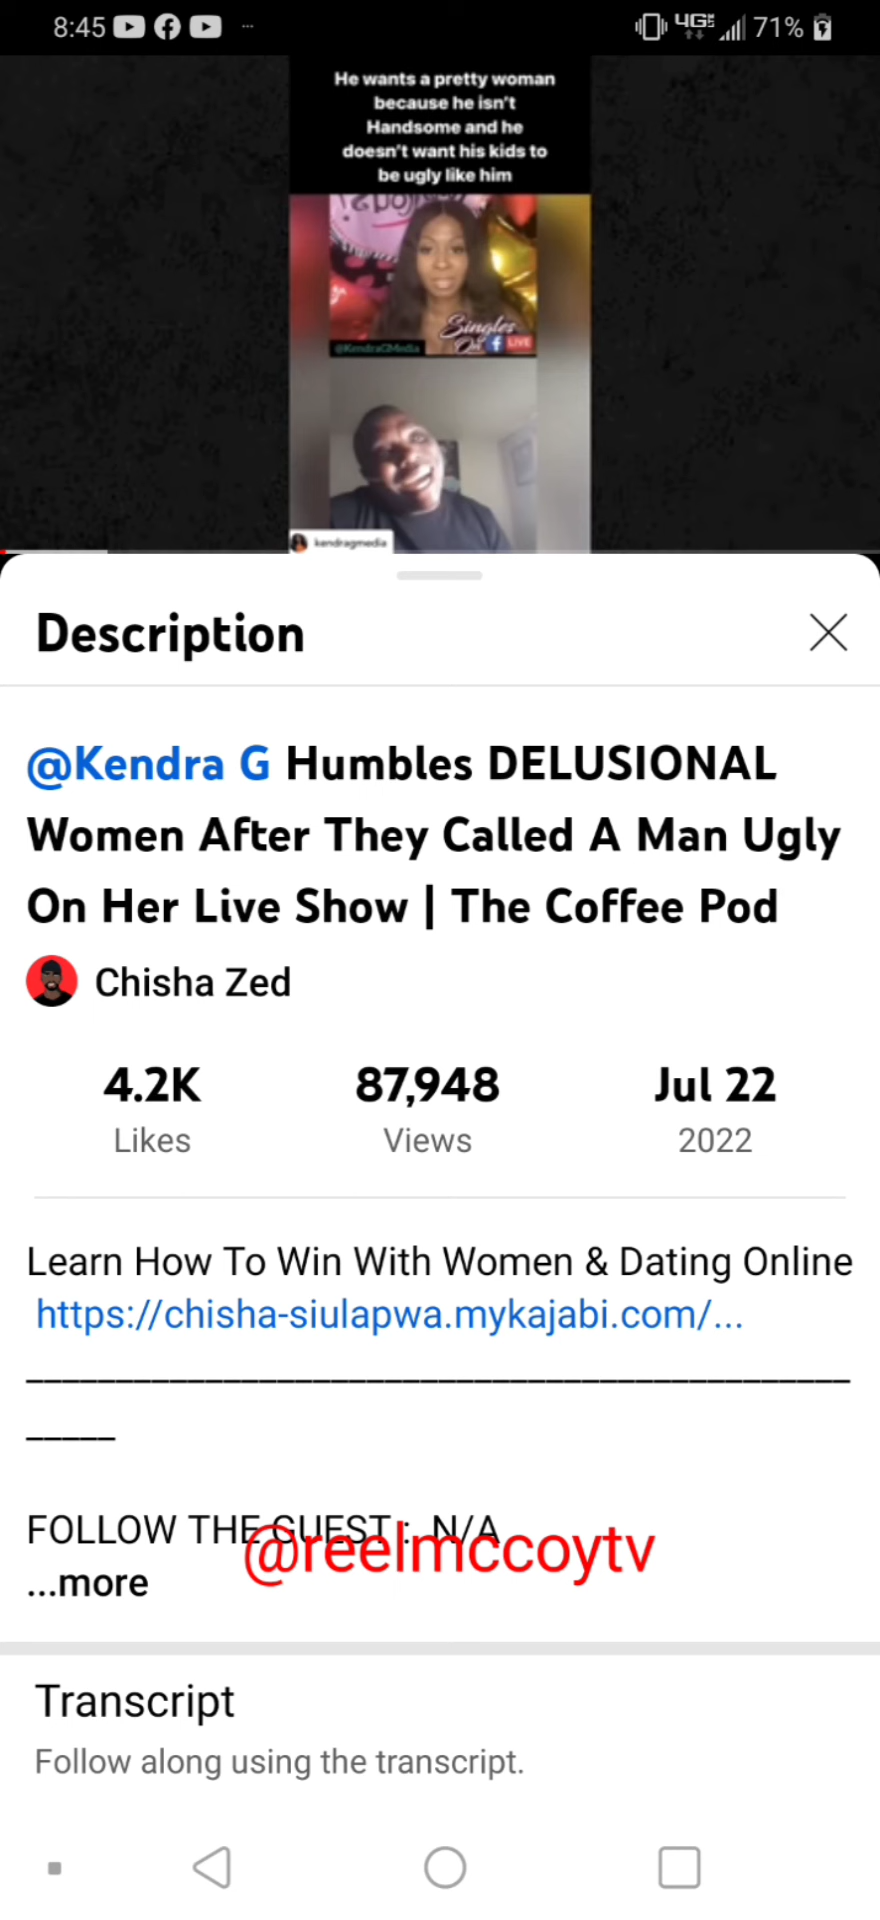 8:45
4GE 71%
He wants a pretty woman
because he isn't
Handsome and he
doesn't want his kids to
be ugly like him
Singles
On f LIVE
@KendraGMedia
kendragmedia
Description
@Kendra G Humbles DELUSIONAL
Women After They Called A Man Ugly
On Her Live Show | The Coffee Pod
Chisha Zed
4.2K 87,948 Jul 22
Likes Views 2022
Learn How To Win With Women & Dating Online
https://chisha-siulapwa.mykajabi.com/...
FOLLOW THE GUEST : N/A
@reelmccoytv
...more
Transcript
Follow along using the transcript.